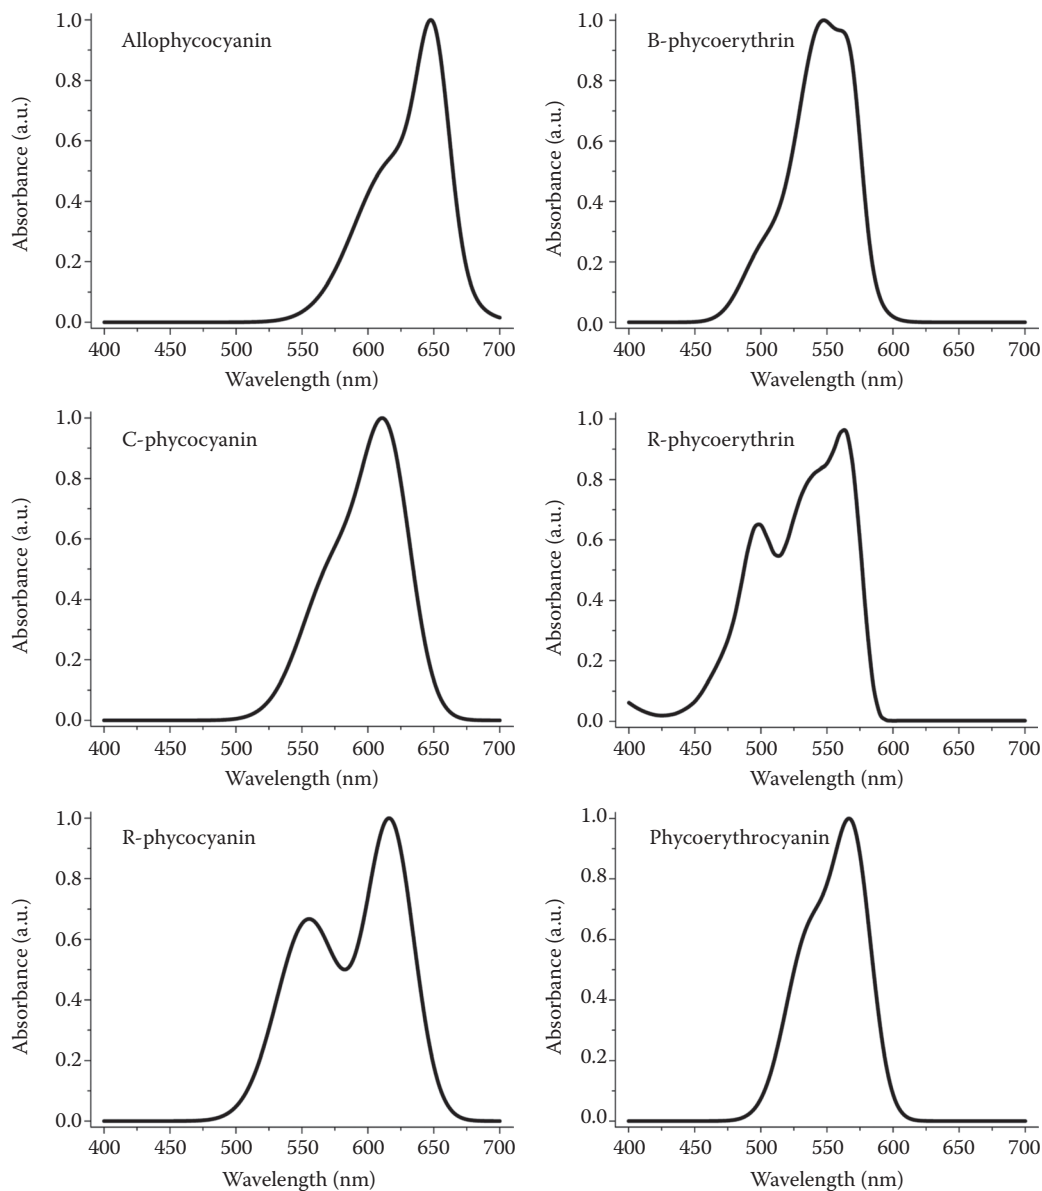 Allophycocyanin
Absorbance (a.u.)
1.0
0.8
0.6
0.4
0.2
0.0
400 450 500 550 600 650 700
Wavelength (nm)
B-phycoerythrin
Absorbance (a.u.)
1.0
0.8
0.6
0.4
0.2
0.0
400 450 500 550 600 650 700
Wavelength (nm)
C-phycocyanin
Absorbance (a.u.)
1.0
0.8
0.6
0.4
0.2
0.0
400 450 500 550 600 650 700
Wavelength (nm)
R-phycoerythrin
Absorbance (a.u.)
1.0
0.8
0.6
0.4
0.2
0.0
400 450 500 550 600 650 700
Wavelength (nm)
R-phycocyanin
Absorbance (a.u.)
1.0
0.8
0.6
0.4
0.2
0.0
400 450 500 550 600 650 700
Wavelength (nm)
Phycoerythrocyanin
Absorbance (a.u.)
1.0
0.8
0.6
0.4
0.2
0.0
400 450 500 550 600 650 700
Wavelength (nm)